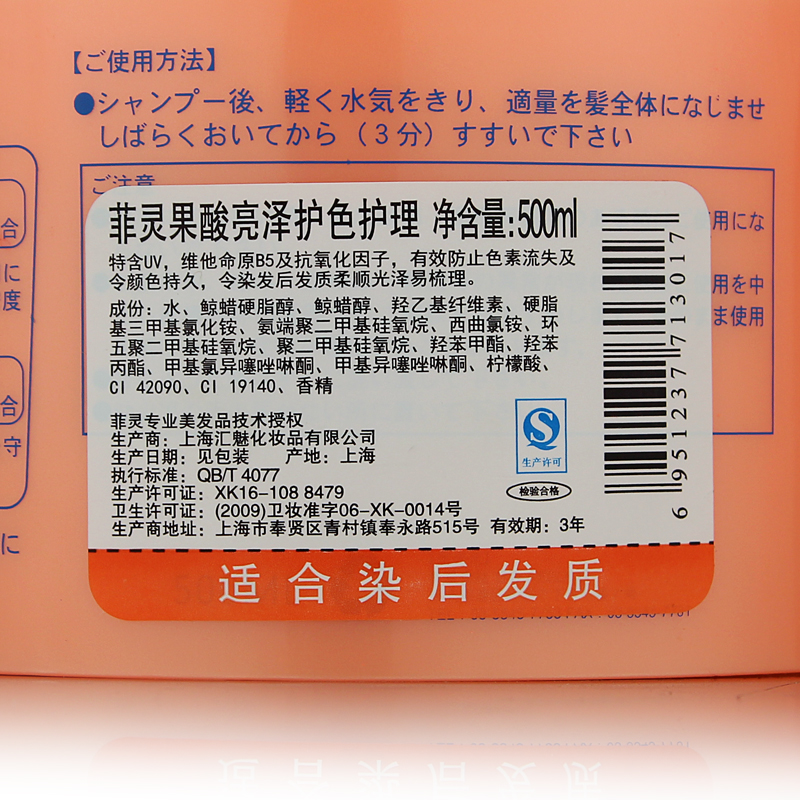 【ご使用方法】
●シャンプー後、軽く水気をきり、適量を髪全体になじませ
しばらくおいてから（3分）すすいで下さい
ご注意
菲灵果酸亮泽护色护理 净含量:500ml
特含UV，维他命原B5及抗氧化因子，有效防止色素流失及
令颜色持久，令染发后发质柔顺光泽易梳理。
成份：水、鲸蜡硬脂醇、鲸蜡醇、羟乙基纤维素、硬脂
基三甲基氯化铵、氨端聚二甲基硅氧烷、西曲氯铵、环
五聚二甲基硅氧烷、聚二甲基硅氧烷、羟苯甲酯、羟苯
丙酯、甲基氯异噻唑啉酮、甲基异噻唑啉酮、柠檬酸、
CI 42090、CI 19140、香精
菲灵专业美发品技术授权
生产商：上海汇魅化妆品有限公司
生产日期：见包装 产地：上海
执行标准：QB/T 4077
生产许可证：XK16-108 8479
卫生许可证：(2009)卫妆准字06-XK-0014号
生产商地址：上海市奉贤区青村镇奉永路515号 有效期：3年
生产许可
检验合格
6 951237 713017
适合染后发质
用にな
用を中
ま使用
合
に
度
合
守
に